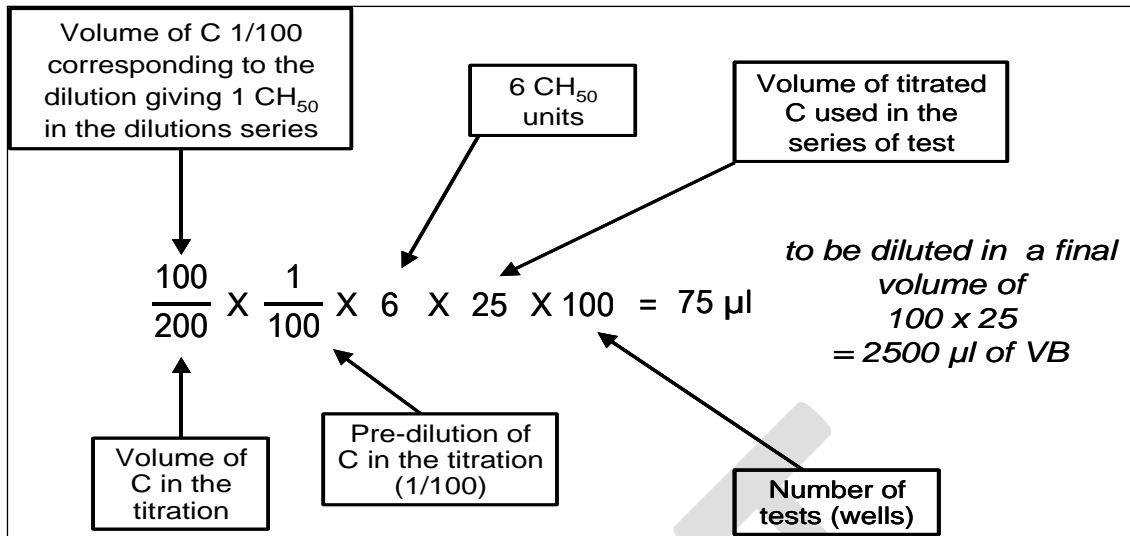 Volume of C 1/100
corresponding to the
dilution giving 1 CH₅₀
in the dilutions series
6 CH₅₀
units
Volume of titrated
C used in the
series of test
100/200 X 1/100 X 6 X 25 X 100 = 75 µl
to be diluted in a final
volume of
100 x 25
= 2500 µl of VB
Volume of
C in the
titration
Pre-dilution of
C in the titration
(1/100)
Number of
tests (wells)